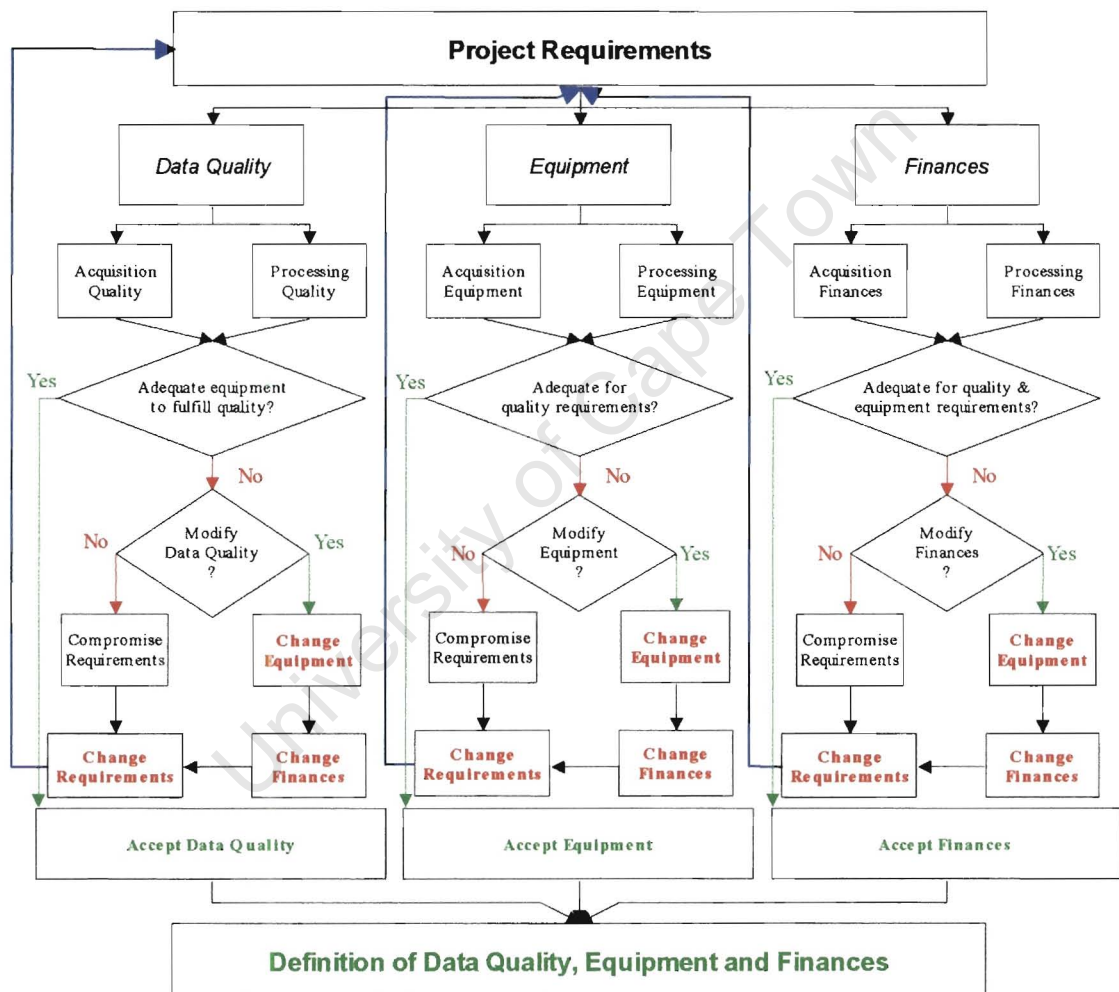 Project Requirements
Data Quality
Equipment
Finances
Acquisition
Quality
Processing
Quality
Acquisition
Equipment
Processing
Equipment
Acquisition
Finances
Processing
Finances
Yes
Adequate equipment
to fulfill quality?
Yes
Adequate for
quality requirements?
Yes
Adequate for quality &
equipment requirements?
No
No
No
No
Modify
Data Quality
?
Yes
No
Modify
Equipment
?
Yes
No
Modify
Finances
?
Yes
Compromise
Requirements
Change
Equipment
Compromise
Requirements
Change
Equipment
Compromise
Requirements
Change
Equipment
Change
Requirements
Change
Finances
Change
Requirements
Change
Finances
Change
Requirements
Change
Finances
Accept Data Quality
Accept Equipment
Accept Finances
Definition of Data Quality, Equipment and Finances
University of Cape Town